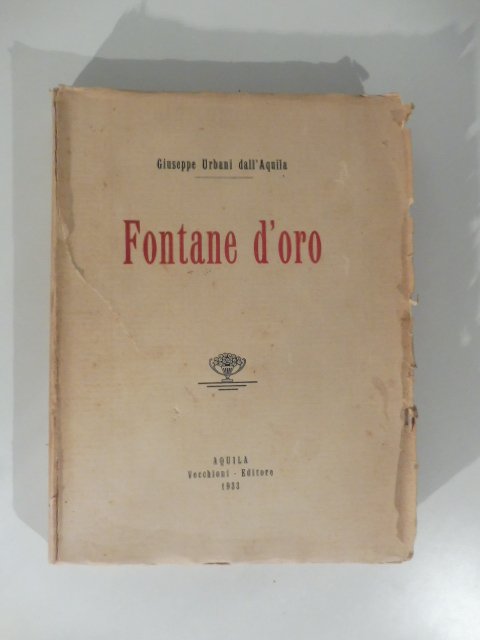 Giuseppe Urbani dall'Aquila
Fontane d'oro
AQUILA
Vecchioni - Editore
1933